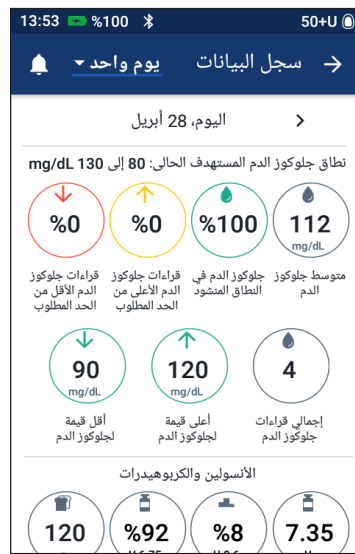 13:53 %100 50+U
سجل البيانات يوم واحد
اليوم، 28 أبريل
نطاق جلوكوز الدم المستهدف الحالى: 80 إلى 130 mg/dL
112 mg/dL
%100
%0
%0
متوسط جلوكوز الدم
جلوكوز الدم في النطاق المنشود
قراءات جلوكوز الدم الأعلى من الحد المطلوب
قراءات جلوكوز الدم الأقل من الحد المطلوب
4
120 mg/dL
90 mg/dL
إجمالي قراءات جلوكوز الدم
أعلى قيمة لجلوكوز الدم
أقل قيمة لجلوكوز الدم
الأنسولين والكربوهيدرات
7.35
%8
%92
120